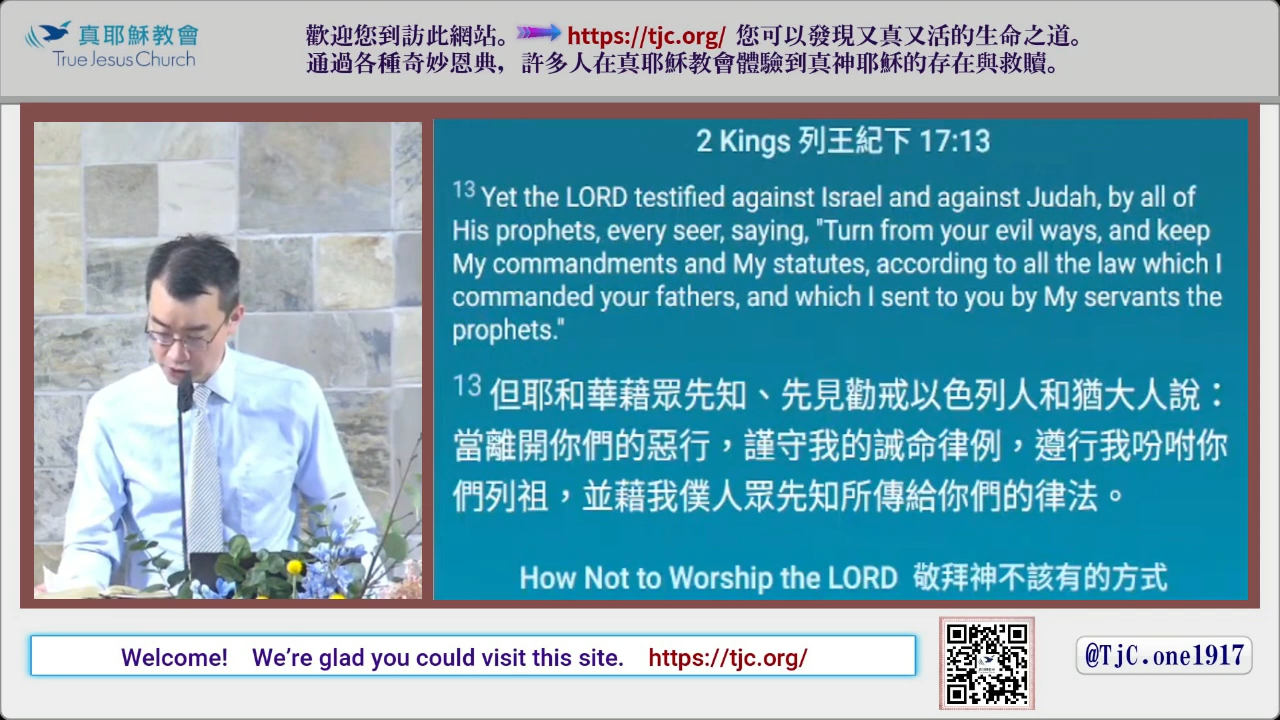 真耶穌教會
True Jesus Church
歡迎您到訪此網站。 https://tjc.org/ 您可以發現又真又活的生命之道。
通過各種奇妙恩典，許多人在真耶穌教會體驗到真神耶穌的存在與救贖。
2 Kings 列王紀下 17:13
13 Yet the LORD testified against Israel and against Judah, by all of
His prophets, every seer, saying, "Turn from your evil ways, and keep
My commandments and My statutes, according to all the law which I
commanded your fathers, and which I sent to you by My servants the
prophets."
13 但耶和華藉眾先知、先見勸戒以色列人和猶大人說：
當離開你們的惡行，謹守我的誡命律例，遵行我吩咐你
們列祖，並藉我僕人眾先知所傳給你們的律法。
How Not to Worship the LORD 敬拜神不該有的方式
Welcome! We’re glad you could visit this site. https://tjc.org/
@TjC.one1917